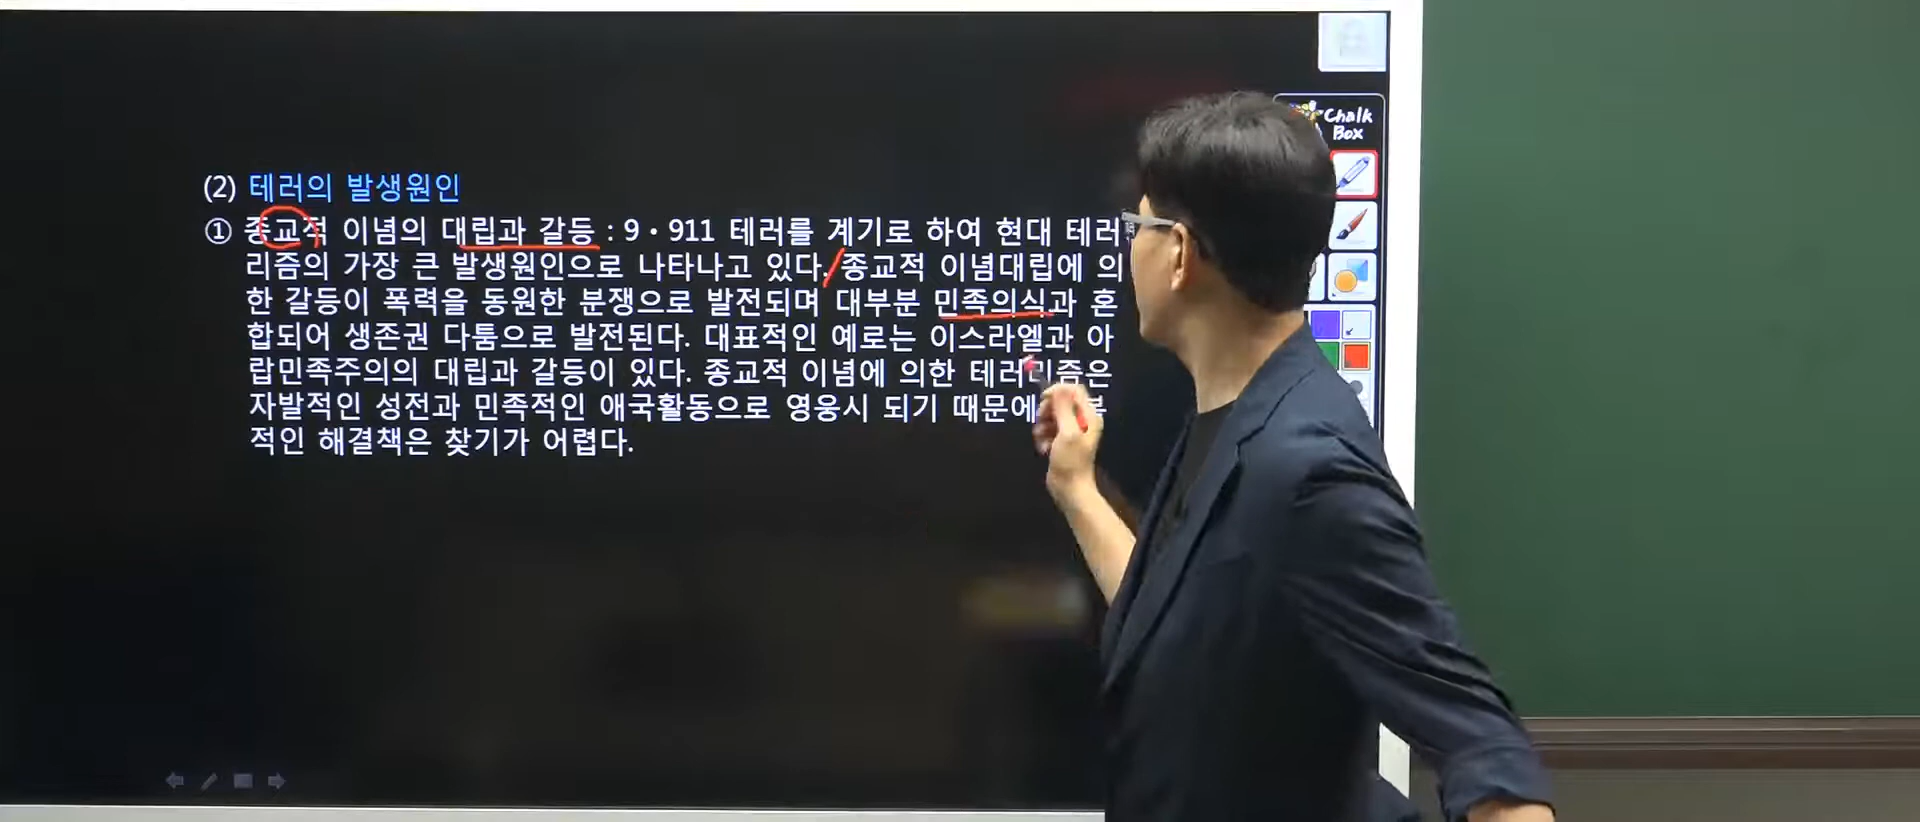 (2) 테러의 발생원인
① 종교적 이념의 대립과 갈등 : 9·911 테러를 계기로 하여 현대 테러
리즘의 가장 큰 발생원인으로 나타나고 있다. 종교적 이념대립에 의
한 갈등이 폭력을 동원한 분쟁으로 발전되며 대부분 민족의식과 혼
합되어 생존권 다툼으로 발전된다. 대표적인 예로는 이스라엘과 아
랍민족주의의 대립과 갈등이 있다. 종교적 이념에 의한 테러리즘은
자발적인 성전과 민족적인 애국활동으로 영웅시 되기 때문에
적인 해결책은 찾기가 어렵다.
Chalk
Box